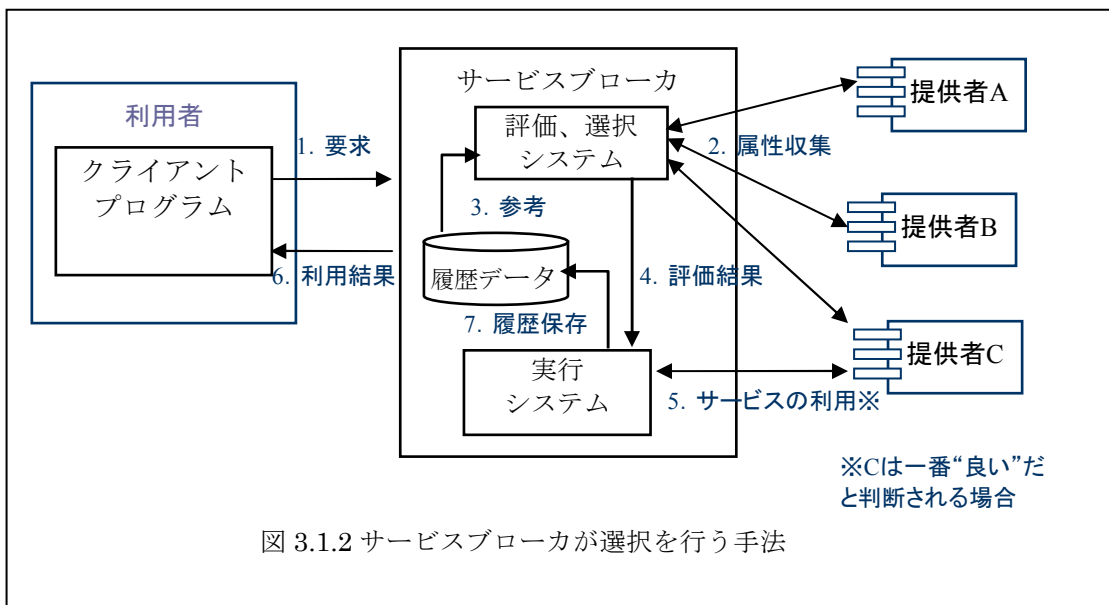 サービスブローカ
利用者
クライアント
プログラム
1. 要求
評価、選択
システム
2. 属性収集
提供者A
提供者B
提供者C
3. 参考
履歴データ
4. 評価結果
6. 利用結果
7. 履歴保存
実行
システム
5. サービスの利用※
※Cは一番“良い”だ
と判断される場合
図 3.1.2 サービスブローカが選択を行う手法